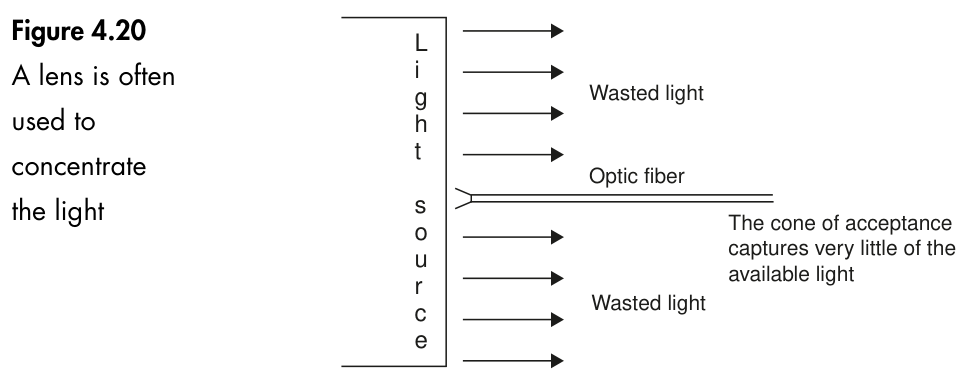 Figure 4.20
A lens is often
used to
concentrate
the light
Light source
Wasted light
Optic fiber
The cone of acceptance
captures very little of the
available light
Wasted light